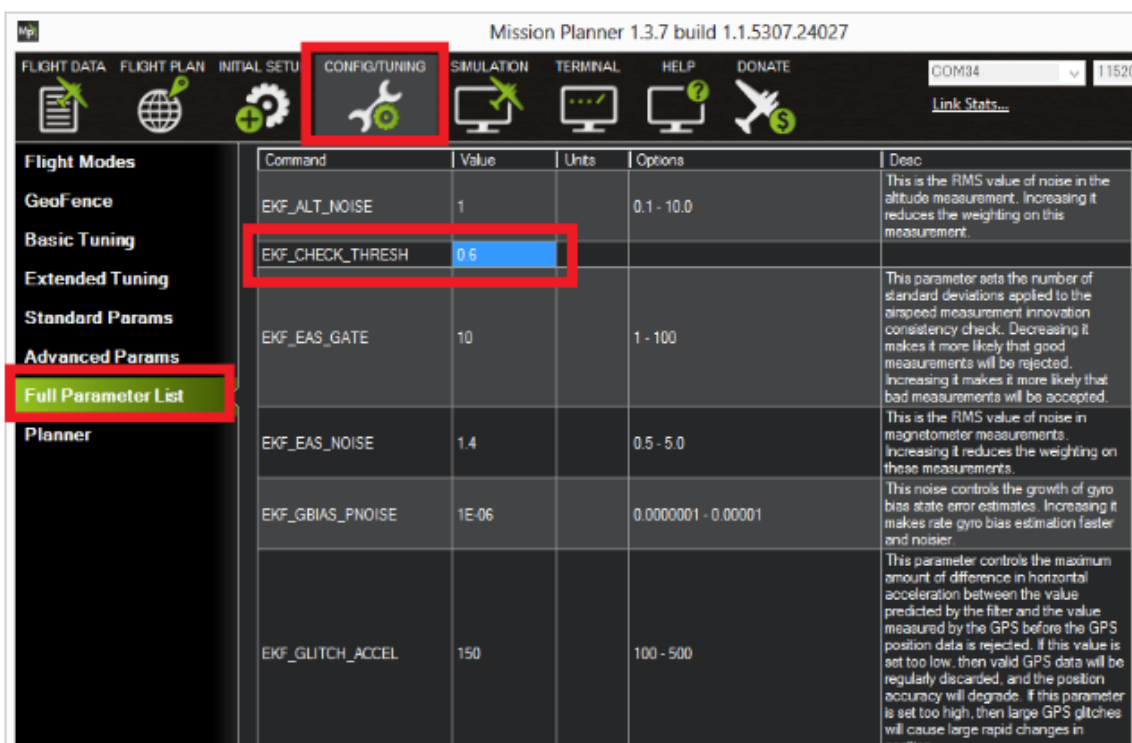 Mp
Mission Planner 1.3.7 build 1.1.5307.24027
FLIGHT DATA FLIGHT PLAN INITIAL SETU CONFIG/TUNING SIMULATION TERMINAL HELP DONATE
COM34 11520
Link Stats...
Flight Modes
GeoFence
Basic Tuning
Extended Tuning
Standard Params
Advanced Params
Full Parameter List
Planner
Command Value Units Options Desc
EKF_ALT_NOISE 1 0.1 - 10.0
This is the RMS value of noise in the
altitude measurement. Increasing it
reduces the weighting on this
measurement.
EKF_CHECK_THRESH 0.6
EKF_EAS_GATE 10 1 - 100
This parameter sets the number of
standard deviations applied to the
airspeed measurement innovation
consistency check. Decreasing it
makes it more likely that good
measurements will be rejected.
Increasing it makes it more likely that
bad measurements will be accepted.
EKF_EAS_NOISE 1.4 0.5 - 5.0
This is the RMS value of noise in
magnetometer measurements.
Increasing it reduces the weighting on
these measurements.
EKF_GBIAS_PNOISE 1E-06 0.0000001 - 0.00001
This noise controls the growth of gyro
bias state error estimates. Increasing it
makes rate gyro bias estimation faster
and noisier.
EKF_GLITCH_ACCEL 150 100 - 500
This parameter controls the maximum
amount of difference in horizontal
acceleration between the value
predicted by the filter and the value
measured by the GPS before the GPS
position data is rejected. If this value is
set too low, then valid GPS data will be
regularly discarded, and the position
accuracy will degrade. If this parameter
is set too high, then large GPS glitches
will cause large rapid changes in